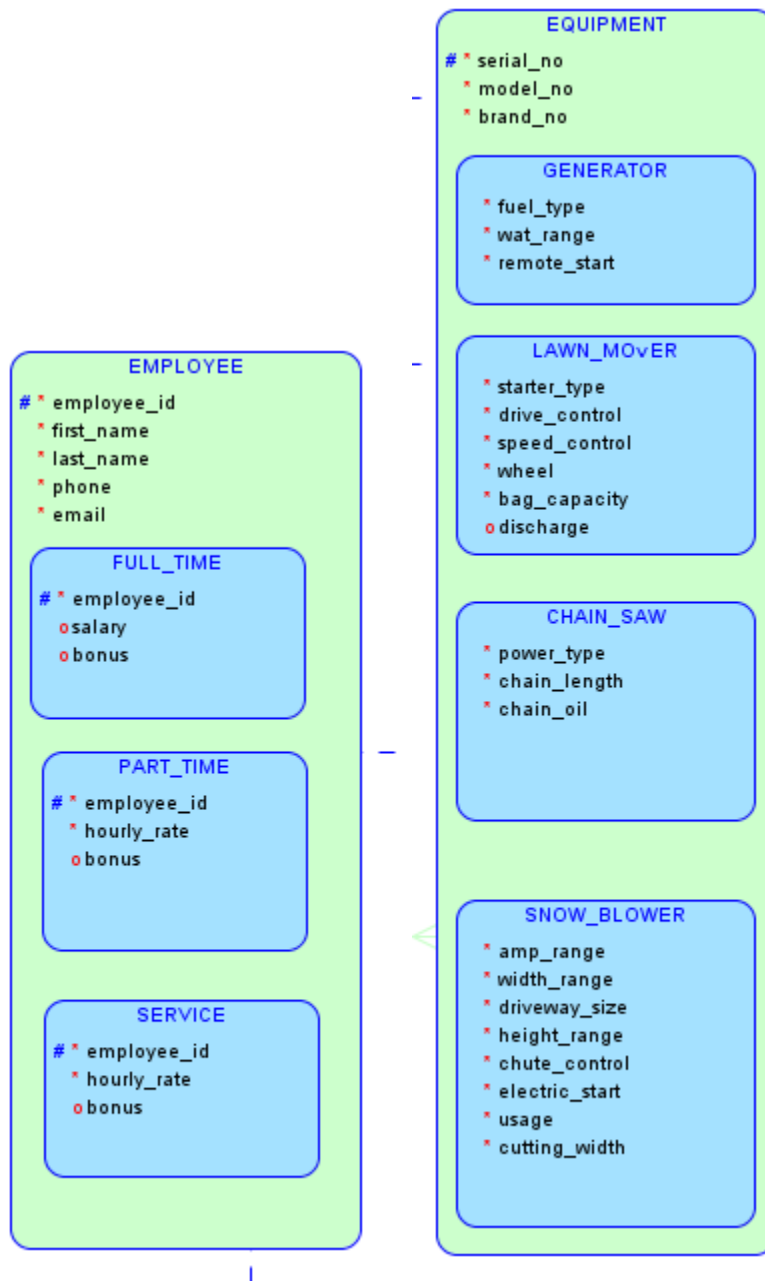 EQUIPMENT
# * serial_no
* model_no
* brand_no
GENERATOR
* fuel_type
* wat_range
* remote_start
LAWN_MOvER
* starter_type
* drive_control
* speed_control
* wheel
* bag_capacity
o discharge
CHAIN_SAW
* power_type
* chain_length
* chain_oil
SNOW_BLOWER
* amp_range
* width_range
* driveway_size
* height_range
* chute_control
* electric_start
* usage
* cutting_width
EMPLOYEE
# * employee_id
* first_name
* last_name
* phone
* email
FULL_TIME
# * employee_id
o salary
o bonus
PART_TIME
# * employee_id
* hourly_rate
o bonus
SERVICE
# * employee_id
* hourly_rate
o bonus